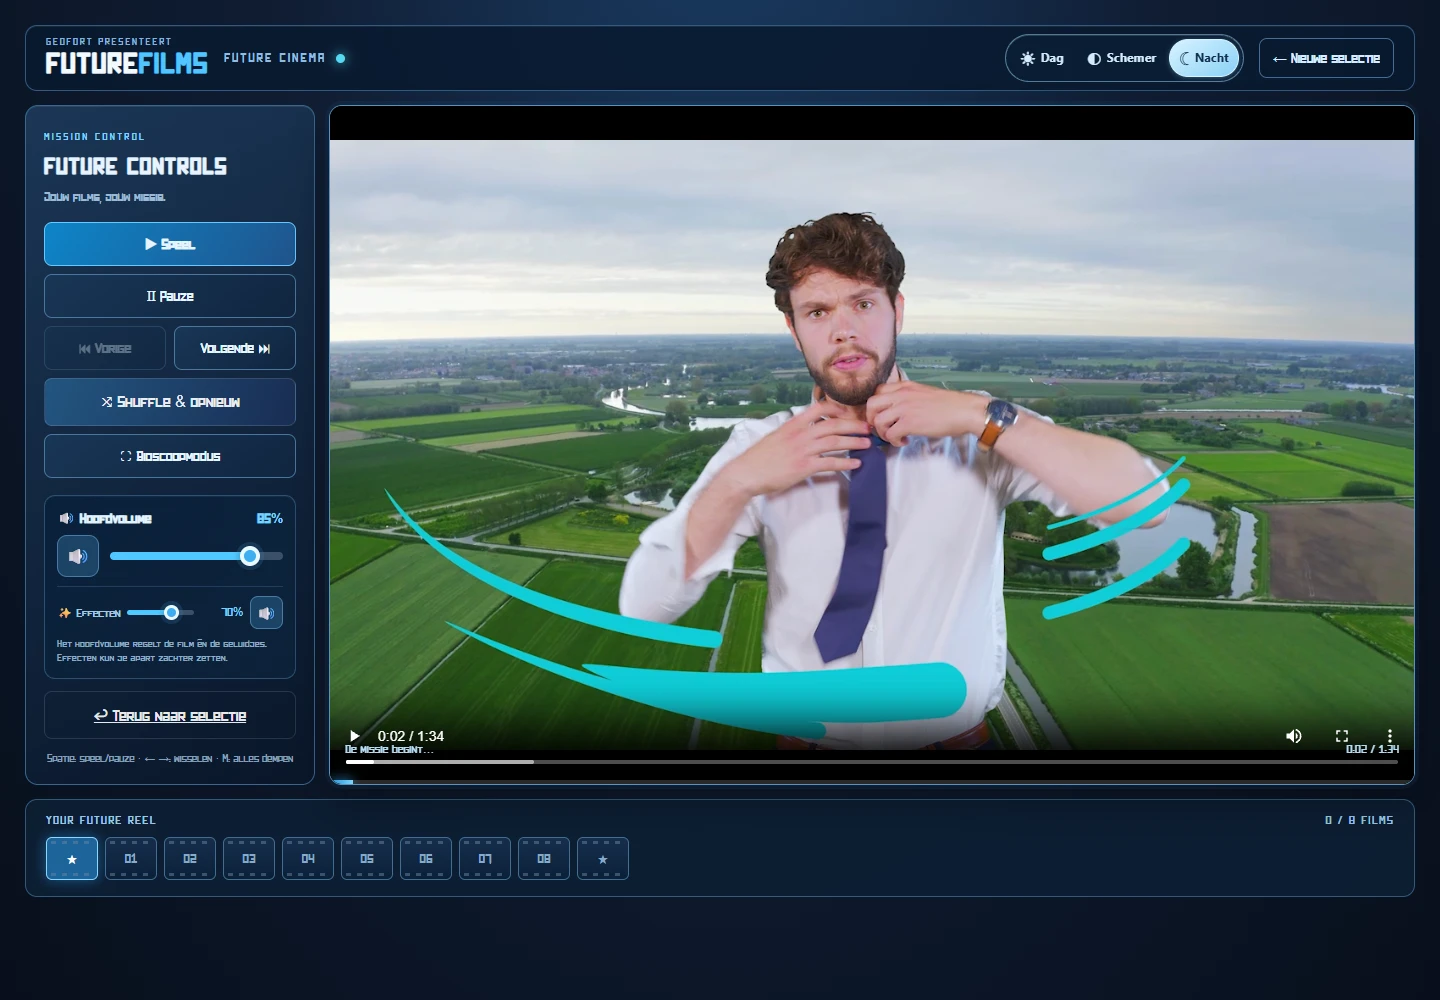 GEOFORT PRESENTEERT
FUTUREFILMS
FUTURE CINEMA
Dag
Schemer
Nacht
← Nieuwe selectie
MISSION CONTROL
FUTURE CONTROLS
Jouw films, jouw missie.
Speel
Pauze
Vorige
Volgende
Shuffle & opnieuw
Bioscoopmodus
Hoofdvolume
85%
Effecten
70%
Het hoofdvolume regelt de film én de geluidjes.
Effecten kun je apart zachter zetten.
Terug naar selectie
Spatie: speel/pauze · ← →: wisselen · M: alles dempen
0:02 / 1:34
De missie begint...
0:02 / 1:34
YOUR FUTURE REEL
0 / 8 FILMS
★ 01 02 03 04 05 06 07 08 ★